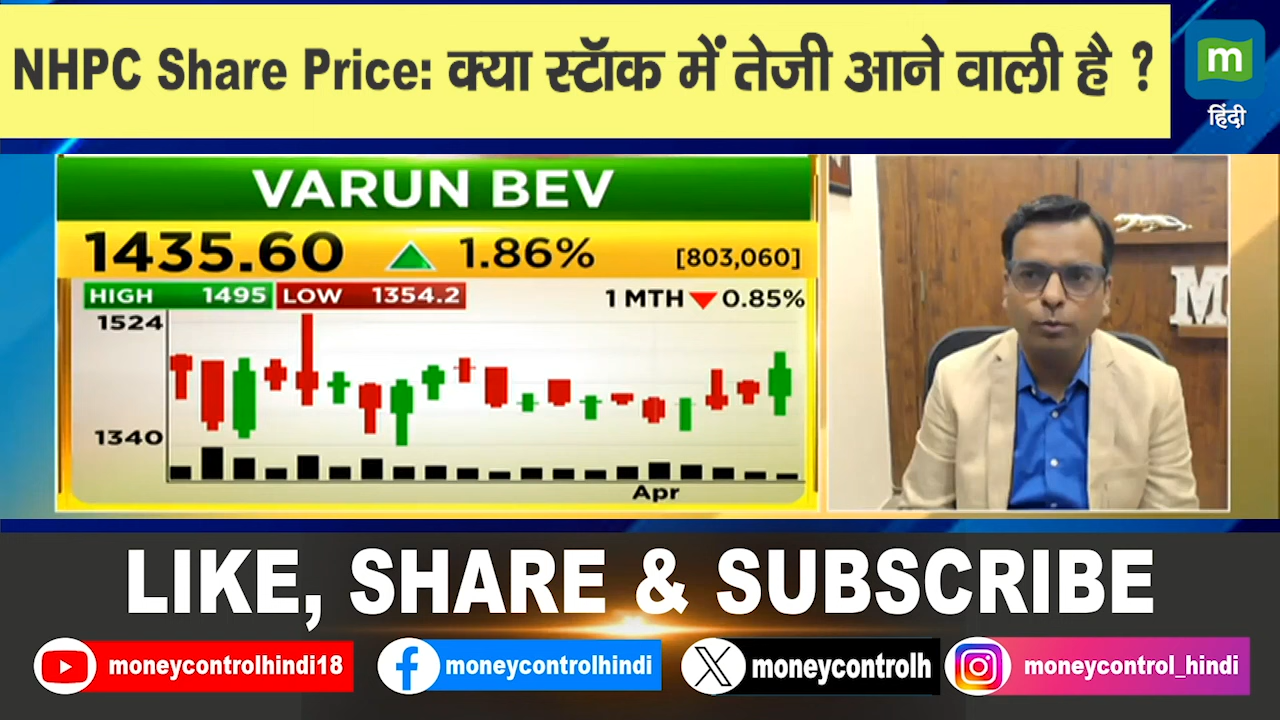 NHPC Share Price: क्या स्टॉक में तेजी आने वाली है ?
m
हिंदी
VARUN BEV
1435.60 1.86% [803,060]
HIGH 1495 LOW 1354.2 1 MTH 0.85%
1524
1340
Apr
M
LIKE, SHARE & SUBSCRIBE
moneycontrolhindi18 moneycontrolhindi moneycontrolh moneycontrol_hindi